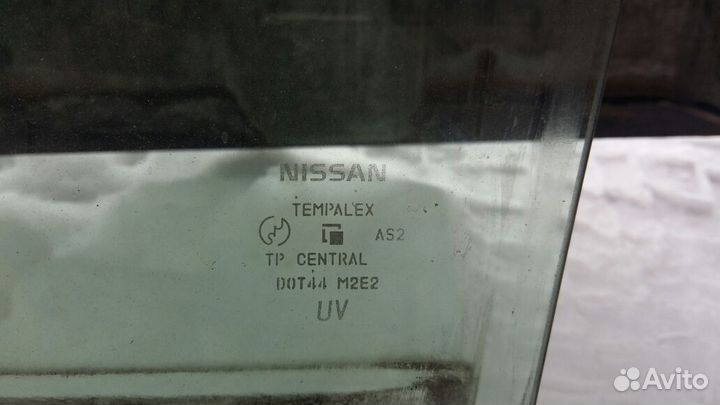 NISSAN
TEMPALEX
AS2
TP CENTRAL
DOT44 M2E2
UV
Avito